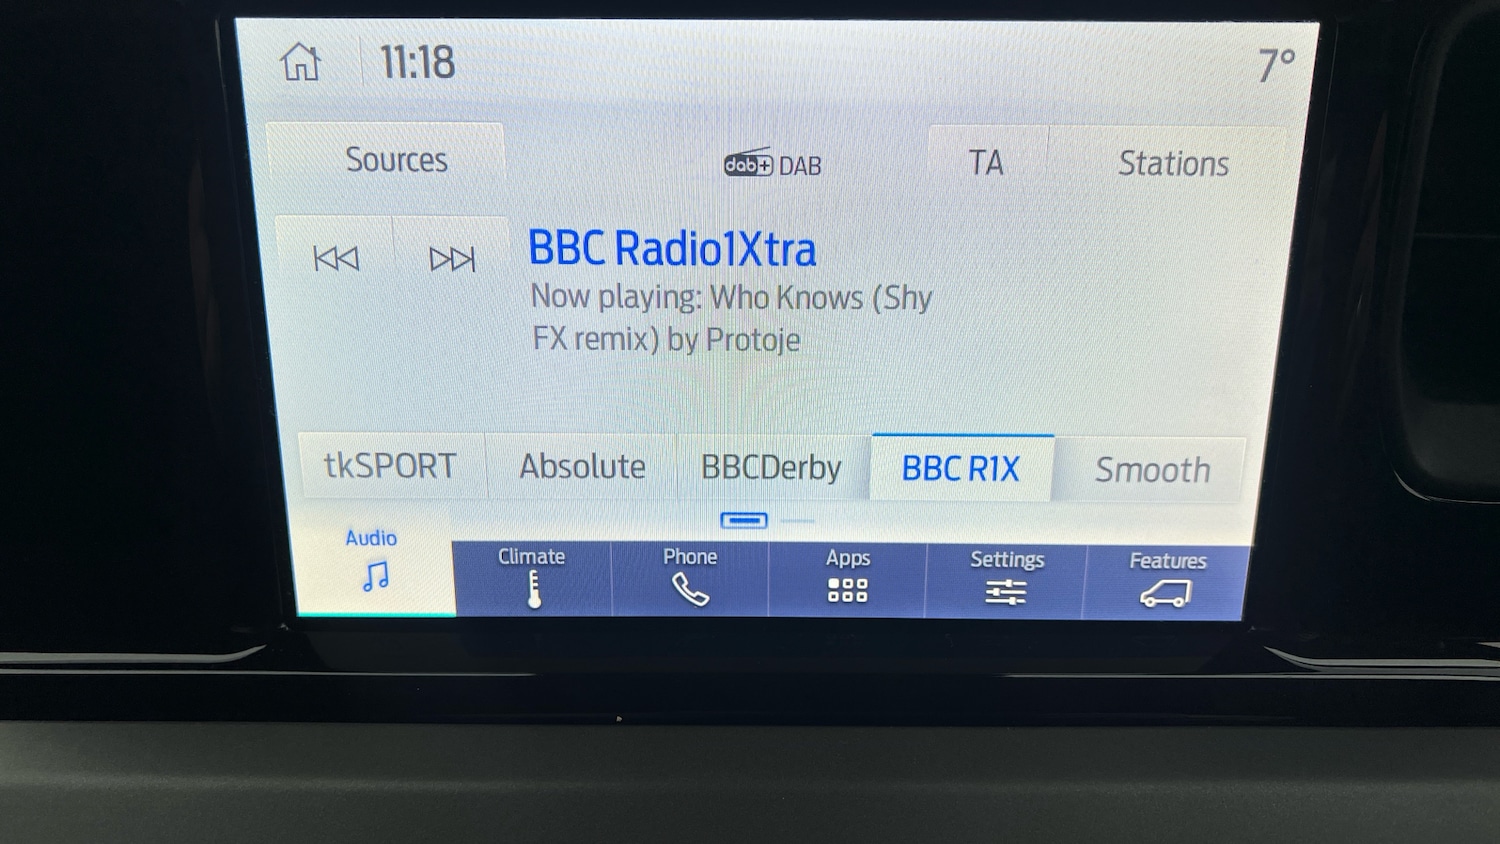 11:18
7°
Sources
dab+ DAB
TA
Stations
BBC Radio1Xtra
Now playing: Who Knows (Shy
FX remix) by Protoje
tkSPORT
Absolute
BBCDerby
BBC R1X
Smooth
Audio
Climate
Phone
Apps
Settings
Features